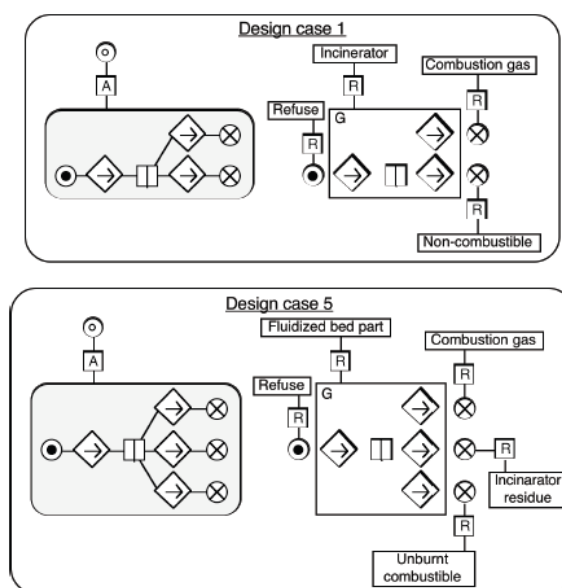 Design case 1
Incinerator
Combustion gas
A
R
R
Refuse
G
R
R
Non-combustible
Design case 5
Fluidized bed part
Combustion gas
A
R
R
Refuse
G
R
R
Incinarator
residue
R
Unburnt
combustible